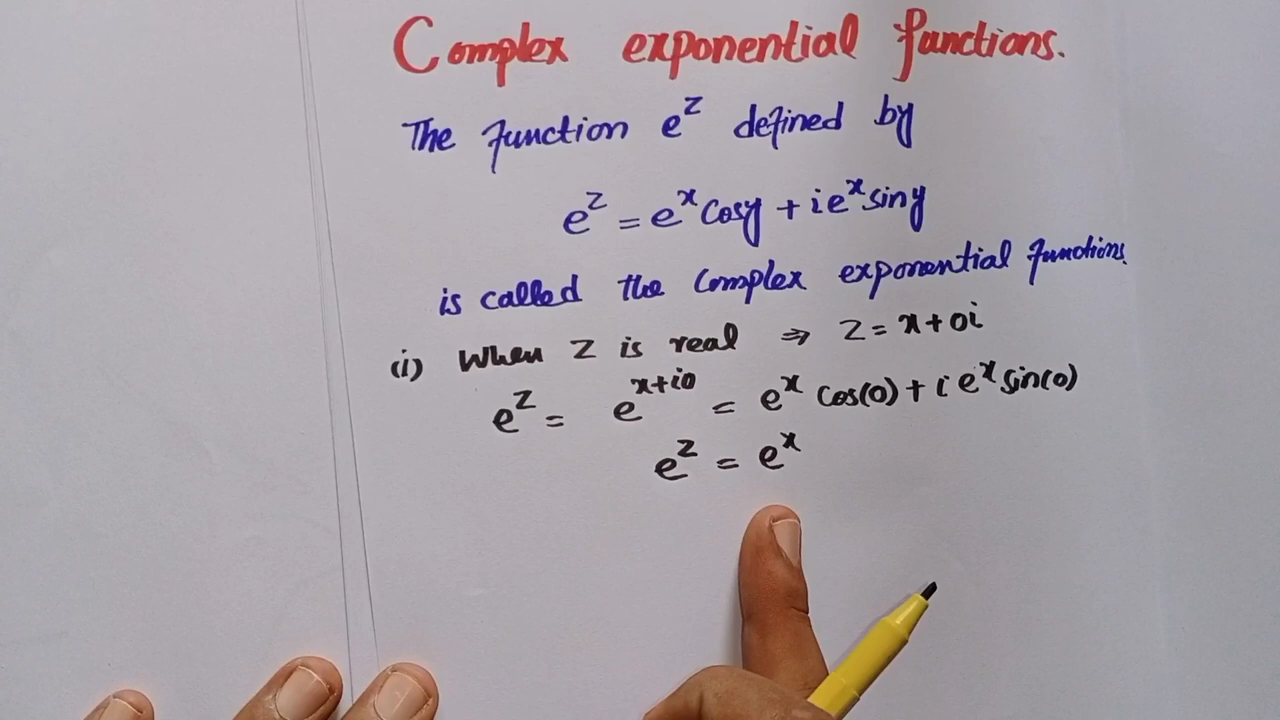 Complex exponential functions.
The function e^z defined by
e^z = e^x cosy + i e^x siny
is called the complex exponential functions.
(i) When z is real ⇒ z = x + 0i
e^z = e^{x+i0} = e^x cos(0) + i e^x sin(0)
e^z = e^x